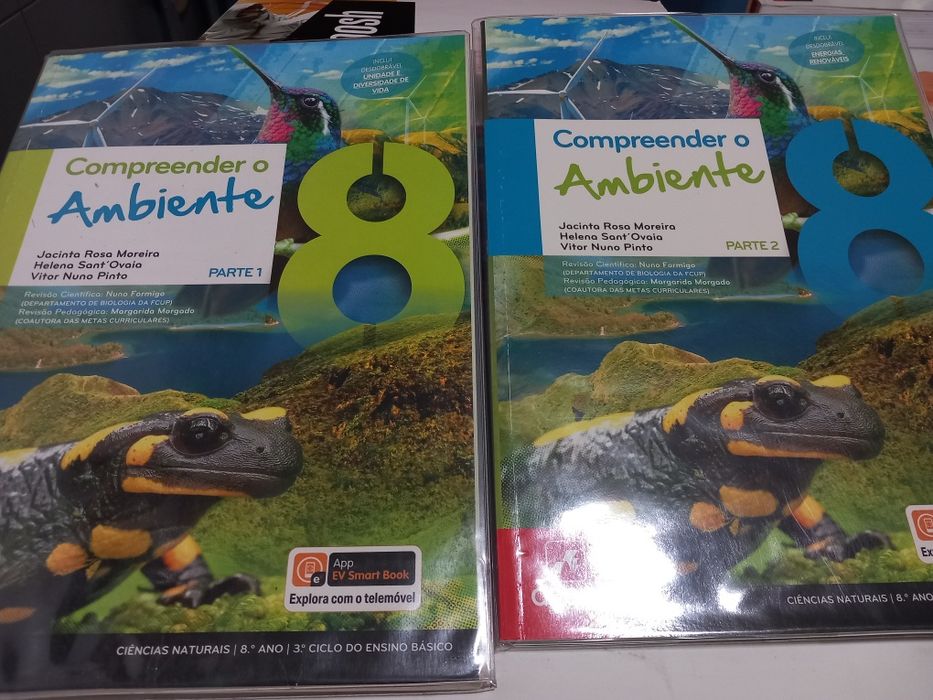 posh
INCLUI
DESDOBRÁVEL
UNIDADE E
DIVERSIDADE DE
VIDA
Compreender o
Ambiente
8
Jacinta Rosa Moreira
Helena Sant'Ovaia
Vitor Nuno Pinto
PARTE 1
Revisão Científica: Nuno Formigo
(DEPARTAMENTO DE BIOLOGIA DA FCUP)
Revisão Pedagógica: Margarida Morgado
(COAUTORA DAS METAS CURRICULARES)
e
App
EV Smart Book
Explora com o telemóvel
CIÊNCIAS NATURAIS | 8.º ANO | 3.º CICLO DO ENSINO BÁSICO
INCLUI
DESDOBRÁVEL
ENERGIAS
RENOVÁVEIS
Compreender o
Ambiente
8
Jacinta Rosa Moreira
Helena Sant'Ovaia
Vitor Nuno Pinto
PARTE 2
Revisão Científica: Nuno Formigo
(DEPARTAMENTO DE BIOLOGIA DA FCUP)
Revisão Pedagógica: Margarida Morgado
(COAUTORA DAS METAS CURRICULARES)
Ex
CIÊNCIAS NATURAIS | 8.º ANO